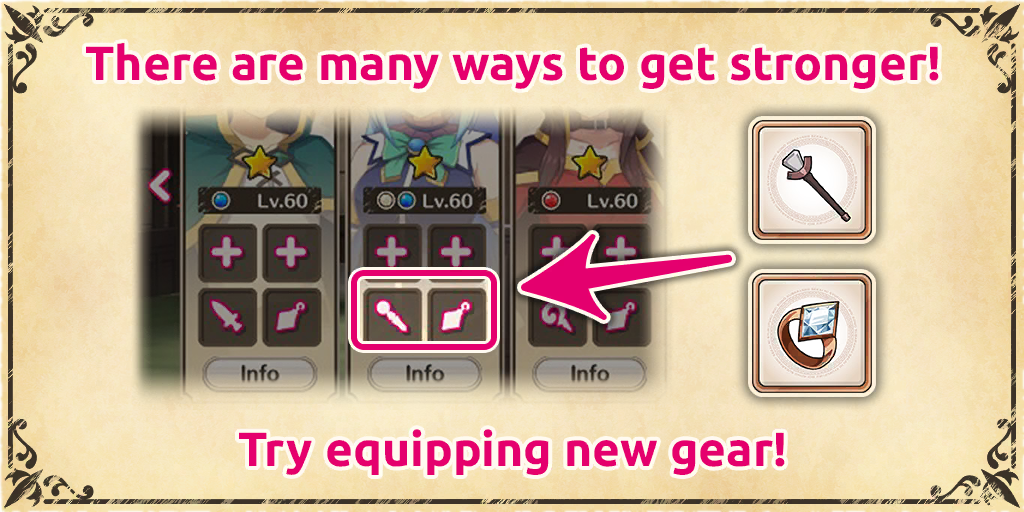 There are many ways to get stronger!
Lv.60 Lv.60 Lv.60
Info Info Info
Try equipping new gear!